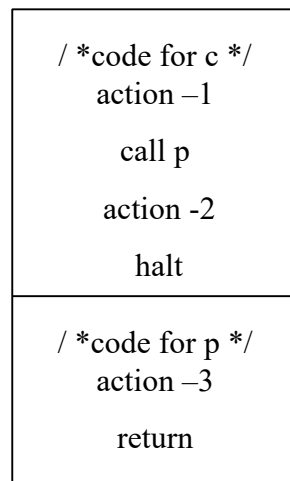 / *code for c */
action –1
call p
action -2
halt
/ *code for p */
action –3
return